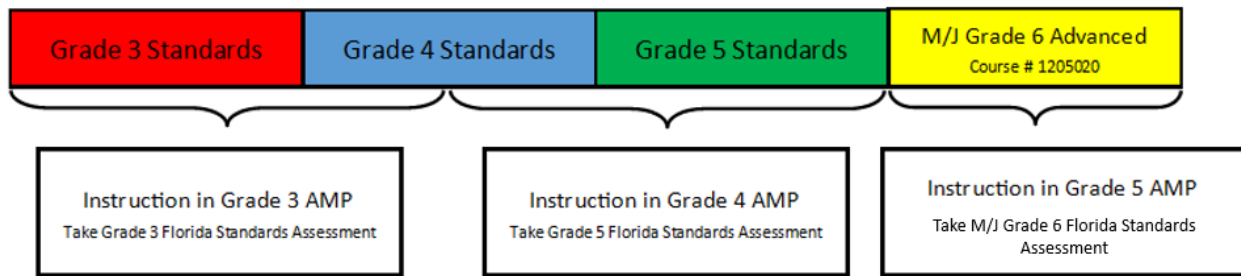 Grade 3 Standards
Grade 4 Standards
Grade 5 Standards
M/J Grade 6 Advanced
Course # 1205020
Instruction in Grade 3 AMP
Take Grade 3 Florida Standards Assessment
Instruction in Grade 4 AMP
Take Grade 5 Florida Standards Assessment
Instruction in Grade 5 AMP
Take M/J Grade 6 Florida Standards
Assessment